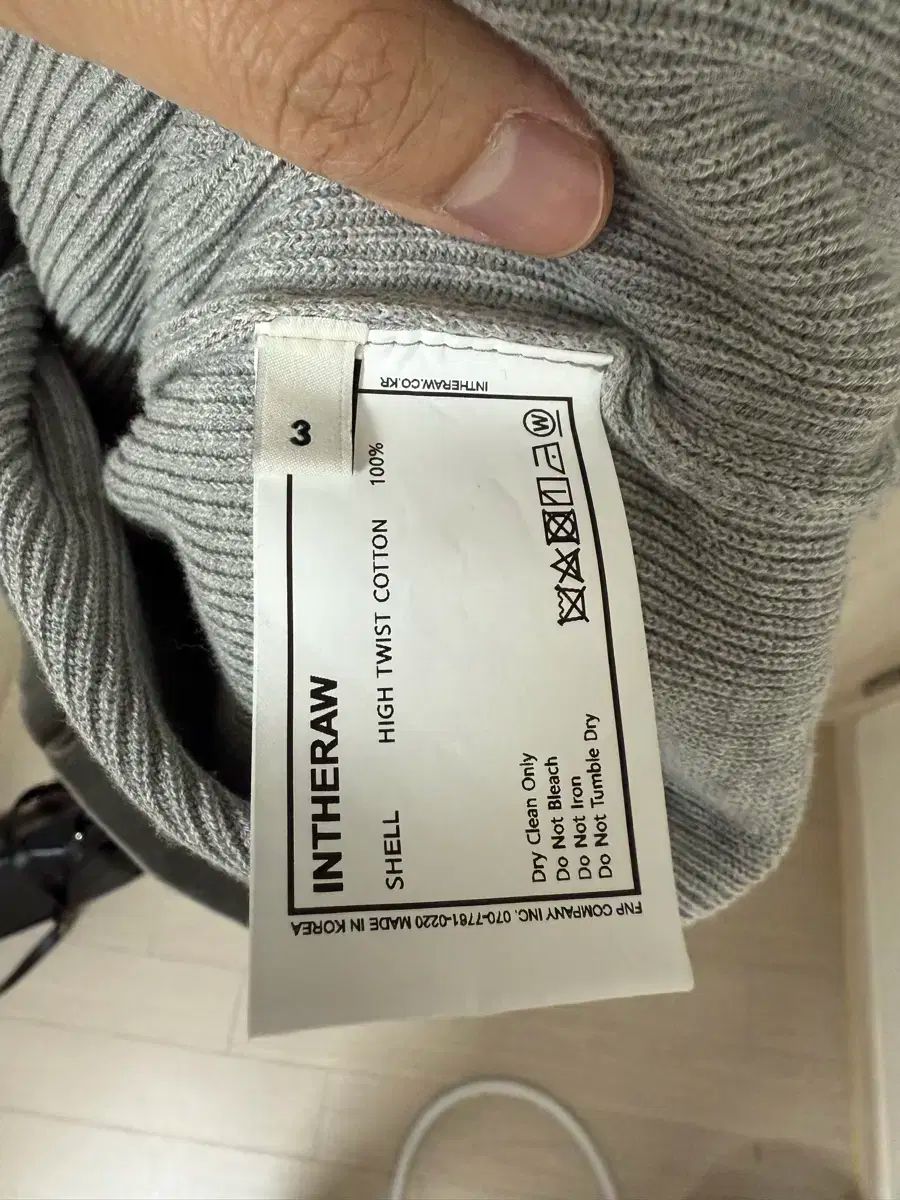 3
INTHERAW.CO.KR
INTHERAW
SHELL HIGH TWIST COTTON 100%
Dry Clean Only
Do Not Bleach
Do Not Iron
Do Not Tumble Dry
FNP COMPANY INC. 070-7761-0220 MADE IN KOREA